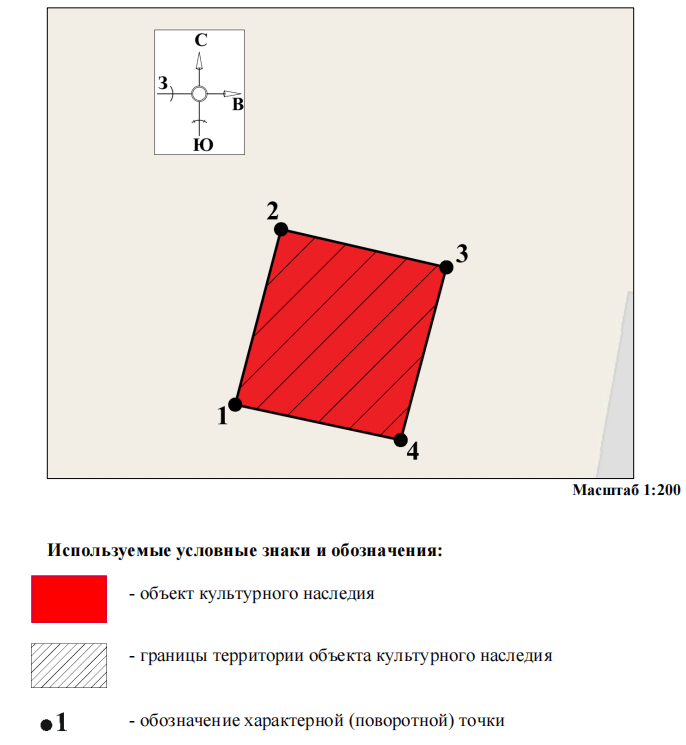 С
З
В
Ю
2
3
1
4
Масштаб 1:200
Используемые условные знаки и обозначения:
- объект культурного наследия
- границы территории объекта культурного наследия
1 - обозначение характерной (поворотной) точки